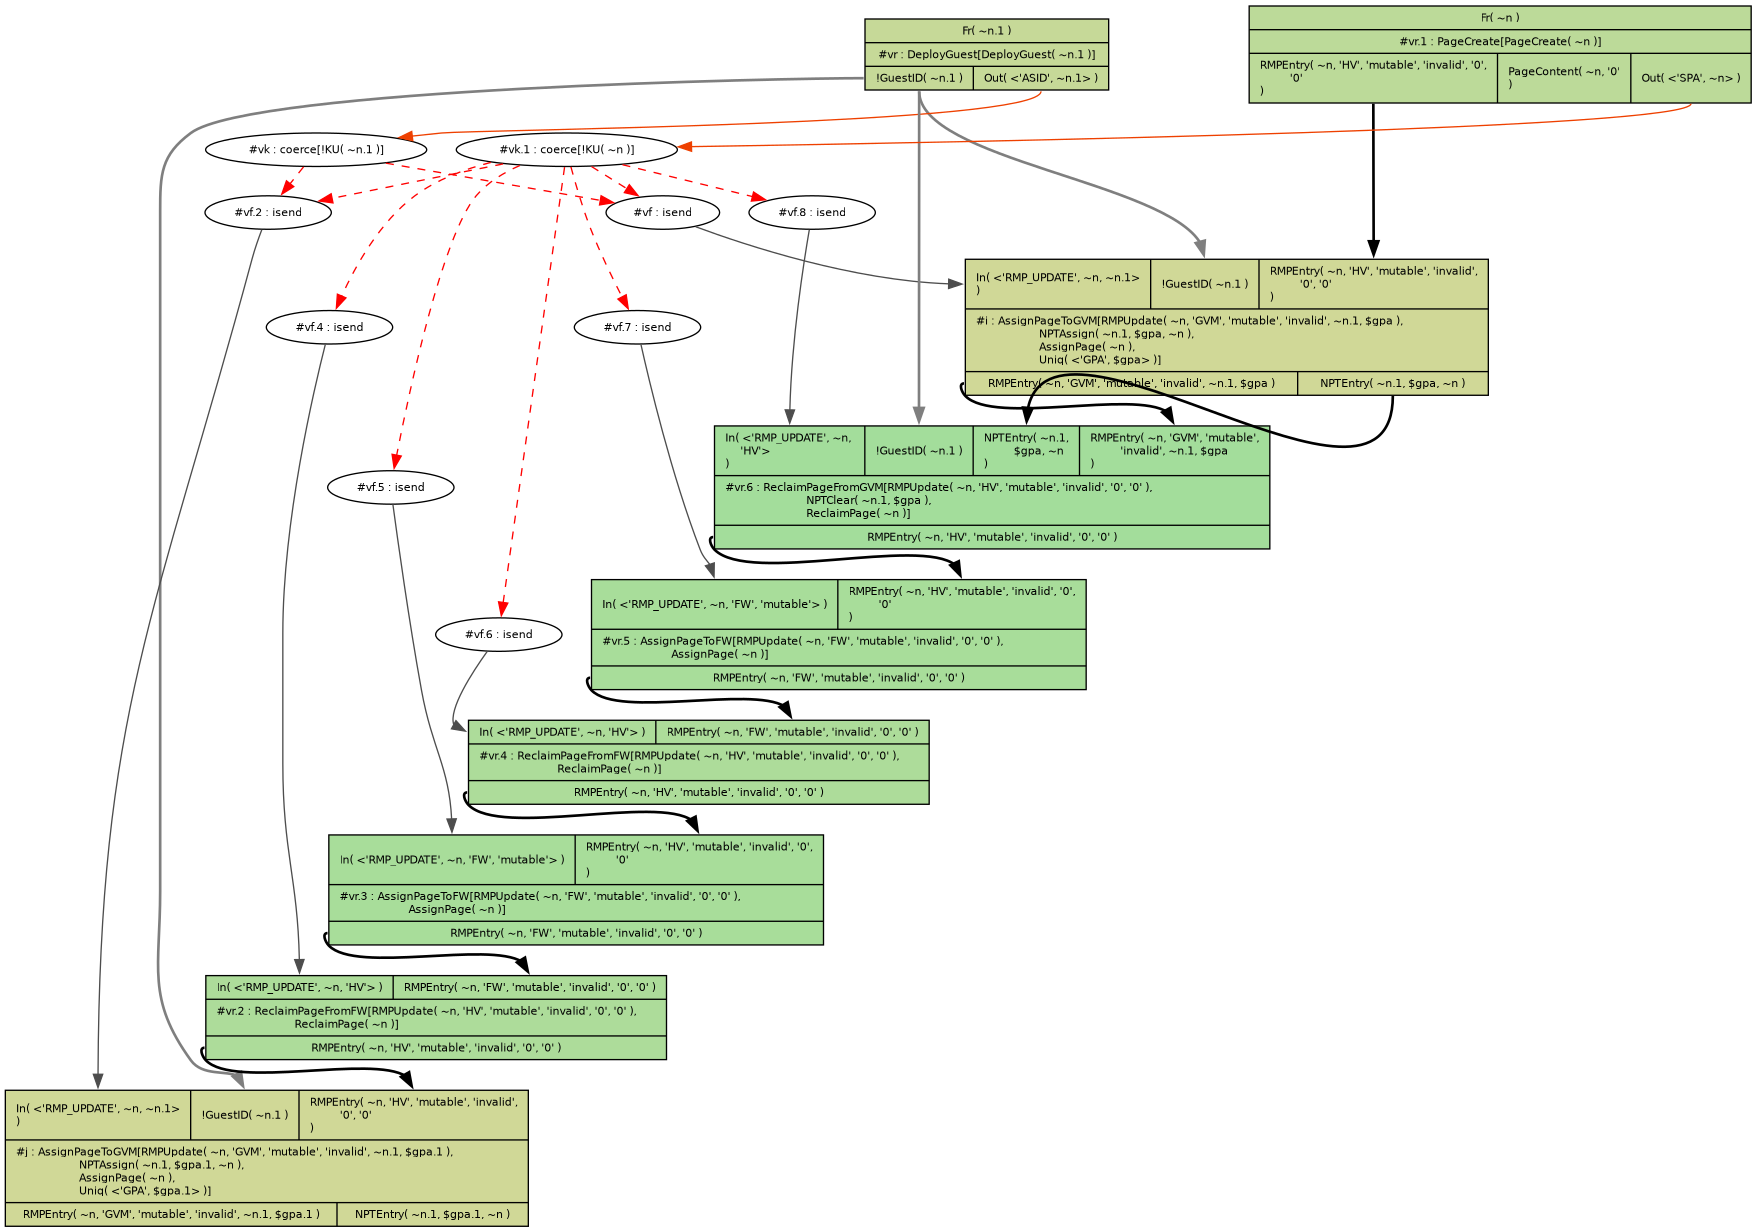 Fr( ~n.1 )
#vr : DeployGuest[DeployGuest( ~n.1 )]
!GuestID( ~n.1 )
Out( <'ASID', ~n.1> )
Fr( ~n )
#vr.1 : PageCreate[PageCreate( ~n )]
RMPEntry( ~n, 'HV', 'mutable', 'invalid', '0',
'0'
)
PageContent( ~n, '0'
)
Out( <'SPA', ~n> )
#vk : coerce[!KU( ~n.1 )]
#vk.1 : coerce[!KU( ~n )]
#vf.2 : isend
#vf : isend
#vf.8 : isend
In( <'RMP_UPDATE', ~n, ~n.1>
)
!GuestID( ~n.1 )
RMPEntry( ~n, 'HV', 'mutable', 'invalid',
'0', '0'
)
#i : AssignPageToGVM[RMPUpdate( ~n, 'GVM', 'mutable', 'invalid', ~n.1, $gpa ),
NPTAssign( ~n.1, $gpa, ~n ),
AssignPage( ~n ),
Uniq( <'GPA', $gpa> )]
RMPEntry( ~n, 'GVM', 'mutable', 'invalid', ~n.1, $gpa )
NPTEntry( ~n.1, $gpa, ~n )
#vf.4 : isend
#vf.7 : isend
In( <'RMP_UPDATE', ~n,
'HV'>
)
!GuestID( ~n.1 )
NPTEntry( ~n.1,
$gpa, ~n
)
RMPEntry( ~n, 'GVM', 'mutable',
'invalid', ~n.1, $gpa
)
#vr.6 : ReclaimPageFromGVM[RMPUpdate( ~n, 'HV', 'mutable', 'invalid', '0', '0' ),
NPTClear( ~n.1, $gpa ),
ReclaimPage( ~n )]
RMPEntry( ~n, 'HV', 'mutable', 'invalid', '0', '0' )
#vf.5 : isend
In( <'RMP_UPDATE', ~n, 'FW', 'mutable'> )
RMPEntry( ~n, 'HV', 'mutable', 'invalid', '0',
'0'
)
#vr.5 : AssignPageToFW[RMPUpdate( ~n, 'FW', 'mutable', 'invalid', '0', '0' ),
AssignPage( ~n )]
RMPEntry( ~n, 'FW', 'mutable', 'invalid', '0', '0' )
#vf.6 : isend
In( <'RMP_UPDATE', ~n, 'HV'> )
RMPEntry( ~n, 'FW', 'mutable', 'invalid', '0', '0' )
#vr.4 : ReclaimPageFromFW[RMPUpdate( ~n, 'HV', 'mutable', 'invalid', '0', '0' ),
ReclaimPage( ~n )]
RMPEntry( ~n, 'HV', 'mutable', 'invalid', '0', '0' )
In( <'RMP_UPDATE', ~n, 'FW', 'mutable'> )
RMPEntry( ~n, 'HV', 'mutable', 'invalid', '0',
'0'
)
#vr.3 : AssignPageToFW[RMPUpdate( ~n, 'FW', 'mutable', 'invalid', '0', '0' ),
AssignPage( ~n )]
RMPEntry( ~n, 'FW', 'mutable', 'invalid', '0', '0' )
In( <'RMP_UPDATE', ~n, 'HV'> )
RMPEntry( ~n, 'FW', 'mutable', 'invalid', '0', '0' )
#vr.2 : ReclaimPageFromFW[RMPUpdate( ~n, 'HV', 'mutable', 'invalid', '0', '0' ),
ReclaimPage( ~n )]
RMPEntry( ~n, 'HV', 'mutable', 'invalid', '0', '0' )
In( <'RMP_UPDATE', ~n, ~n.1>
)
!GuestID( ~n.1 )
RMPEntry( ~n, 'HV', 'mutable', 'invalid',
'0', '0'
)
#j : AssignPageToGVM[RMPUpdate( ~n, 'GVM', 'mutable', 'invalid', ~n.1, $gpa.1 ),
NPTAssign( ~n.1, $gpa.1, ~n ),
AssignPage( ~n ),
Uniq( <'GPA', $gpa.1> )]
RMPEntry( ~n, 'GVM', 'mutable', 'invalid', ~n.1, $gpa.1 )
NPTEntry( ~n.1, $gpa.1, ~n )